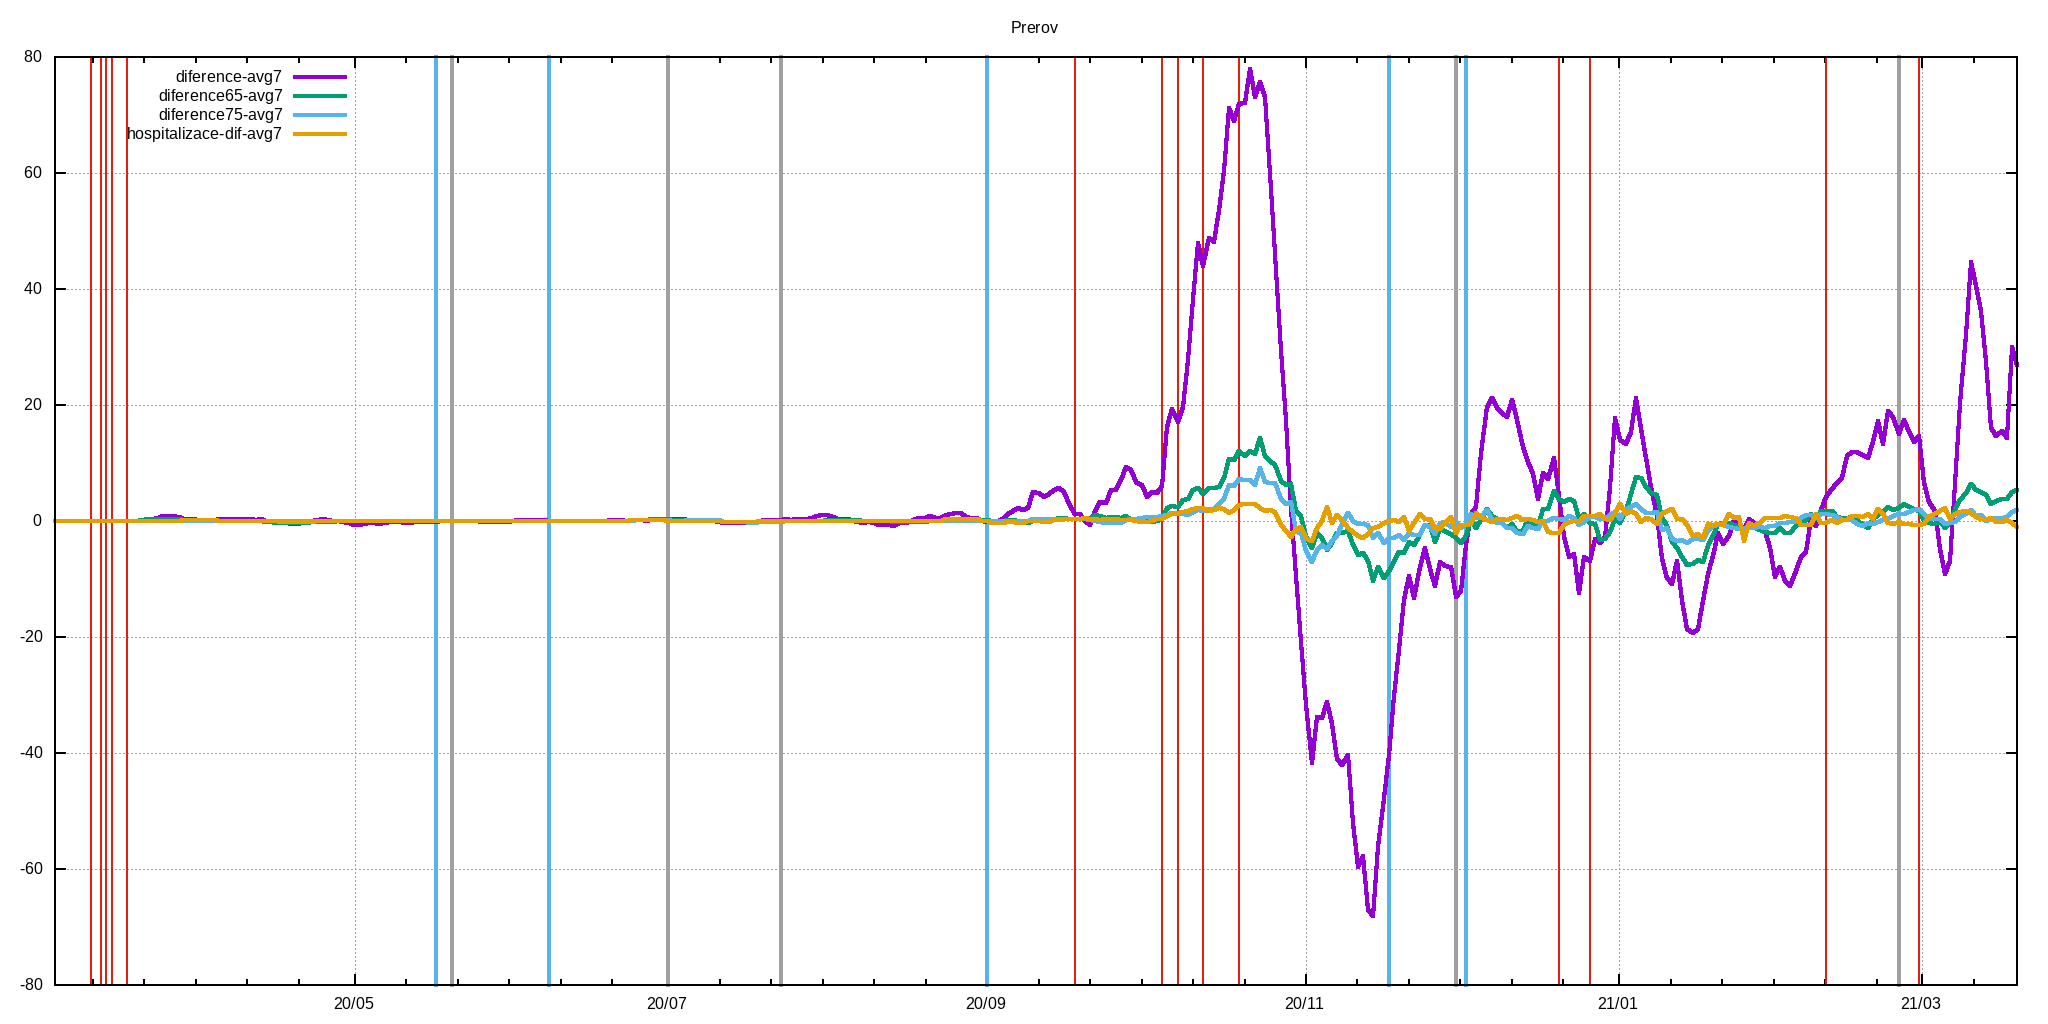 Prerov
diference-avg7
diference65-avg7
diference75-avg7
hospitalizace-dif-avg7
80
60
40
20
0
-20
-40
-60
-80
20/05 20/07 20/09 20/11 21/01 21/03